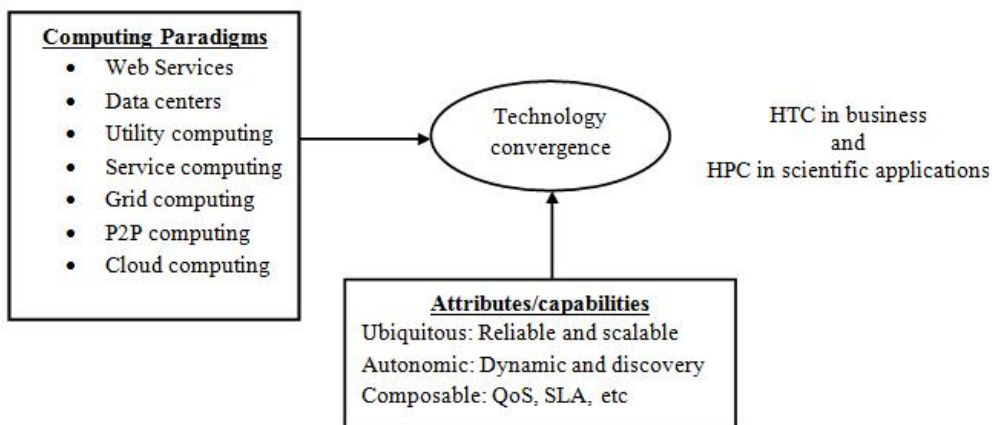 Computing Paradigms
• Web Services
• Data centers
• Utility computing
• Service computing
• Grid computing
• P2P computing
• Cloud computing
Technology
convergence
HTC in business
and
HPC in scientific applications
Attributes/capabilities
Ubiquitous: Reliable and scalable
Autonomic: Dynamic and discovery
Composable: QoS, SLA, etc